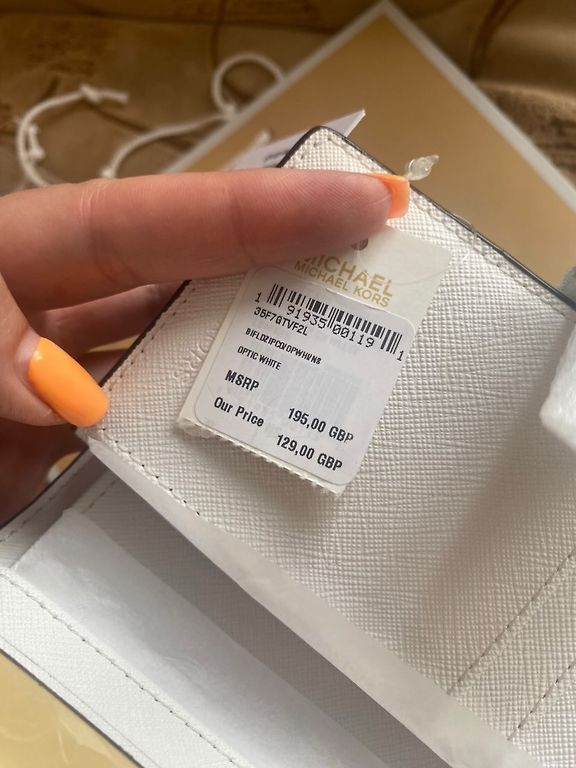 MICHAEL
MICHAEL KORS
1 91935 00119 1
35F7GTVF2L
OPTIC WHITE
MSRP 195,00 GBP
Our Price 129,00 GBP